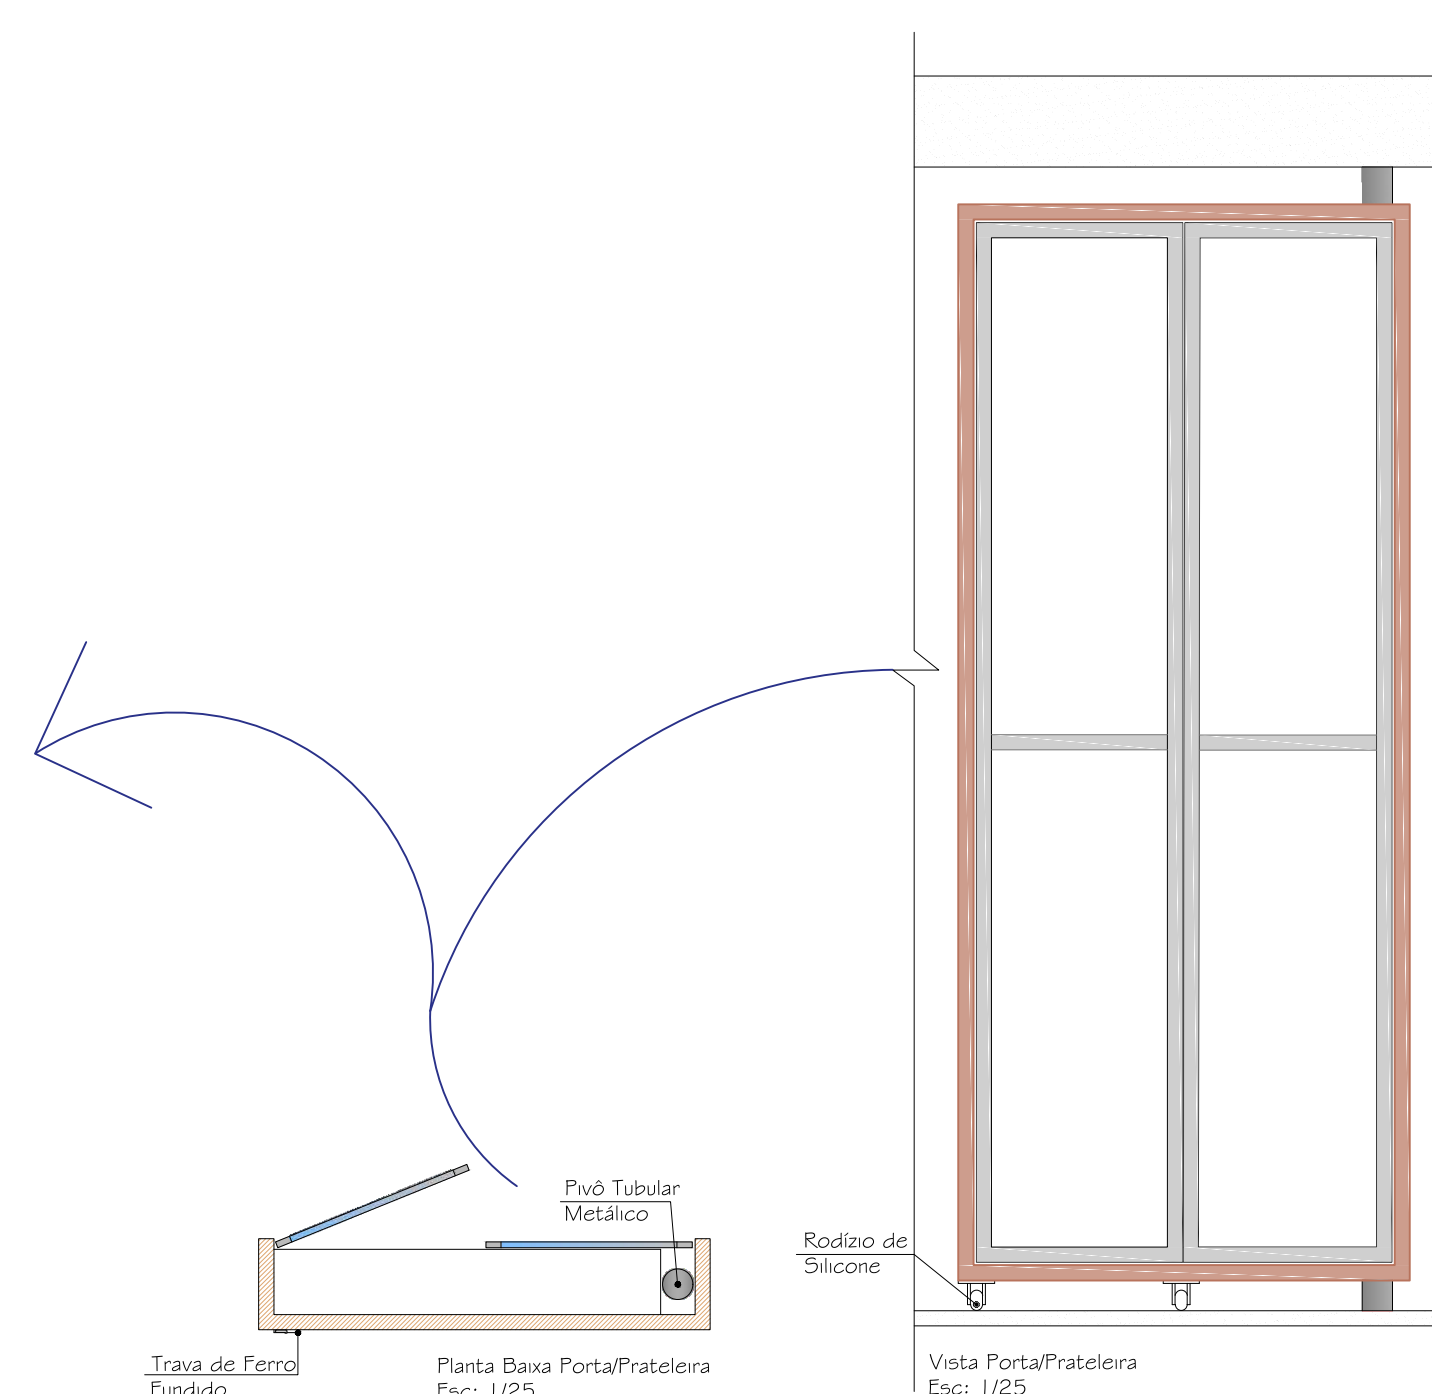 Pivô Tubular
Metálico
Rodízio de
Silicone
Trava de Ferro
Fundido
Planta Baixa Porta/Prateleira
Esc: 1/25
Vista Porta/Prateleira
Esc: 1/25